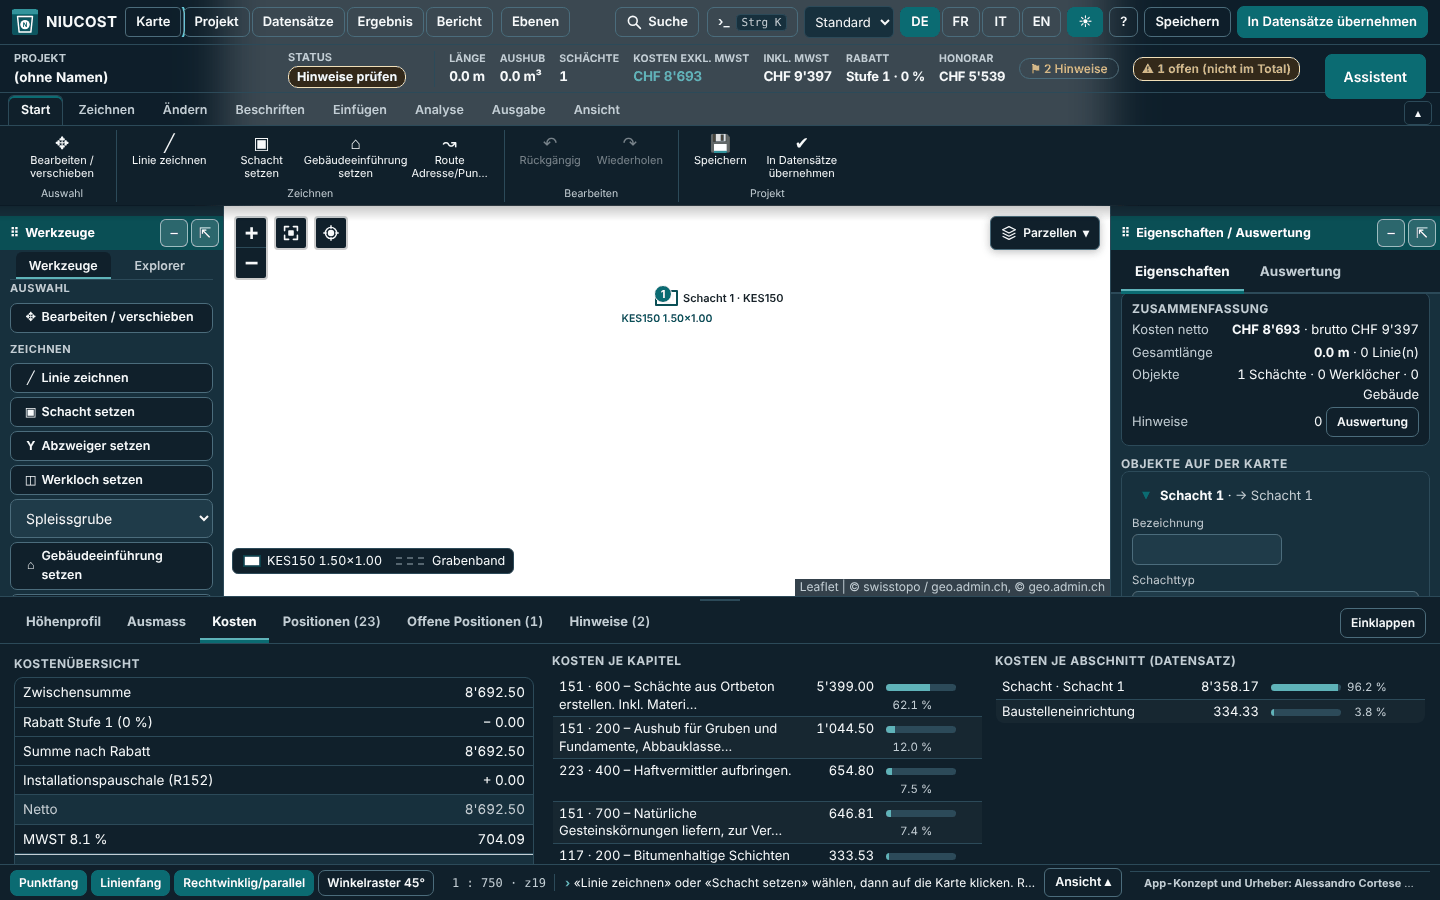 NIUCOST Karte Projekt Datensätze Ergebnis Bericht Ebenen Suche Strg K Standard DE FR IT EN ? Speichern In Datensätze übernehmen
PROJEKT
(ohne Namen)
STATUS
Hinweise prüfen
LÄNGE
0.0 m
AUSHUB
0.0 m³
SCHÄCHTE
1
KOSTEN EXKL. MWST
CHF 8'693
INKL. MWST
CHF 9'397
RABATT
Stufe 1 · 0 %
HONORAR
CHF 5'539
2 Hinweise
1 offen (nicht im Total)
Assistent
Start Zeichnen Ändern Beschriften Einfügen Analyse Ausgabe Ansicht
Bearbeiten /
verschieben
Auswahl
Linie zeichnen
Schacht
setzen
Gebäudeeinführung
setzen
Route
Adresse/Pun...
Zeichnen
Rückgängig
Wiederholen
Bearbeiten
Speichern
In Datensätze
übernehmen
Projekt
Werkzeuge
Werkzeuge Explorer
AUSWAHL
Bearbeiten / verschieben
ZEICHNEN
Linie zeichnen
Schacht setzen
Y Abzweiger setzen
Werkloch setzen
Spleissgrube
Gebäudeeinführung
setzen
+
−
Parzellen ▾
1 Schacht 1 · KES150
KES150 1.50×1.00
KES150 1.50×1.00 Grabenband
Leaflet | © swisstopo / geo.admin.ch, © geo.admin.ch
Eigenschaften / Auswertung
Eigenschaften Auswertung
ZUSAMMENFASSUNG
Kosten netto CHF 8'693 · brutto CHF 9'397
Gesamtlänge 0.0 m · 0 Linie(n)
Objekte 1 Schächte · 0 Werklöcher · 0
Gebäude
Hinweise 0 Auswertung
OBJEKTE AUF DER KARTE
▼ Schacht 1 · → Schacht 1
Bezeichnung
Schachttyp
Höhenprofil Ausmass Kosten Positionen (23) Offene Positionen (1) Hinweise (2) Einklappen
KOSTENÜBERSICHT
Zwischensumme 8'692.50
Rabatt Stufe 1 (0 %) − 0.00
Summe nach Rabatt 8'692.50
Installationspauschale (R152) + 0.00
Netto 8'692.50
MWST 8.1 % 704.09
KOSTEN JE KAPITEL
151 · 600 – Schächte aus Ortbeton
erstellen. Inkl. Materi... 5'399.00 62.1 %
151 · 200 – Aushub für Gruben und
Fundamente, Abbauklasse... 1'044.50 12.0 %
223 · 400 – Haftvermittler aufbringen. 654.80 7.5 %
151 · 700 – Natürliche
Gesteinskörnungen liefern, zur Ver... 646.81 7.4 %
117 · 200 – Bitumenhaltige Schichten 333.53
KOSTEN JE ABSCHNITT (DATENSATZ)
Schacht · Schacht 1 8'358.17 96.2 %
Baustelleneinrichtung 334.33 3.8 %
Punktfang Linienfang Rechtwinklig/parallel Winkelraster 45° 1 : 750 · z19 › «Linie zeichnen» oder «Schacht setzen» wählen, dann auf die Karte klicken. R... Ansicht ▴ App-Konzept und Urheber: Alessandro Cortese ...